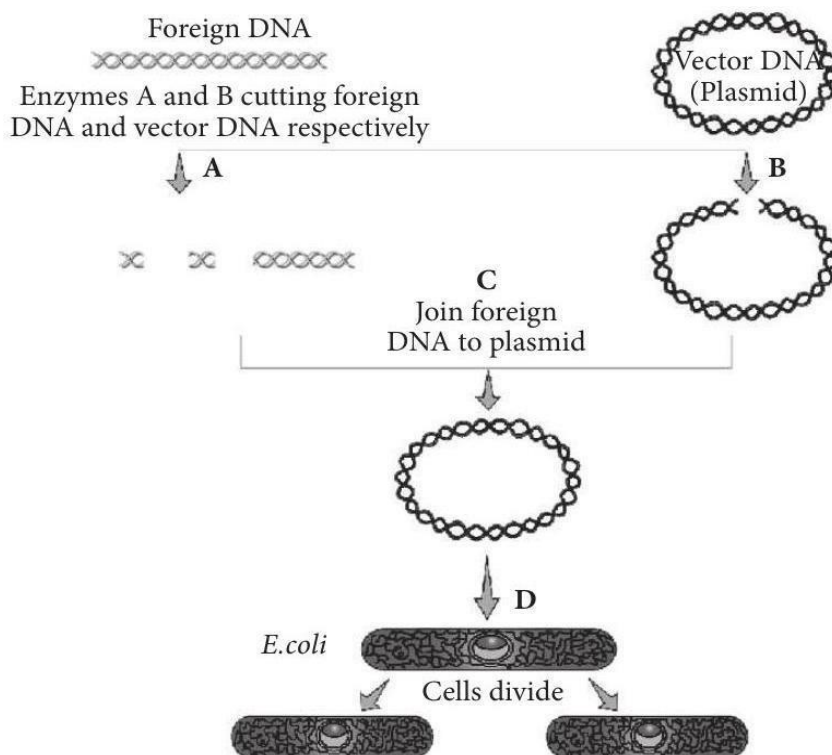 Foreign DNA
Vector DNA
(Plasmid)
Enzymes A and B cutting foreign
DNA and vector DNA respectively
A
B
C
Join foreign
DNA to plasmid
D
E.coli
Cells divide